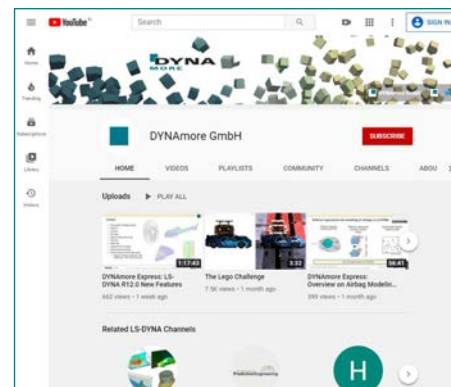 YouTube
Search
SIGN IN
Home
Trending
Subscriptions
Library
History
DYNA
MORE
DYNAmore GmbH
SUBSCRIBE
HOME VIDEOS PLAYLISTS COMMUNITY CHANNELS ABOU
Uploads PLAY ALL
1:17:43
3:33
56:41
DYNAmore Express: LS-
DYNA R12.0 New Features
662 views • 1 week ago
The Lego Challenge
7.5K views • 1 month ago
DYNAmore Express:
Overview on Airbag Modelin...
399 views • 1 month ago
Related LS-DYNA Channels
PredictiveEngineering
H